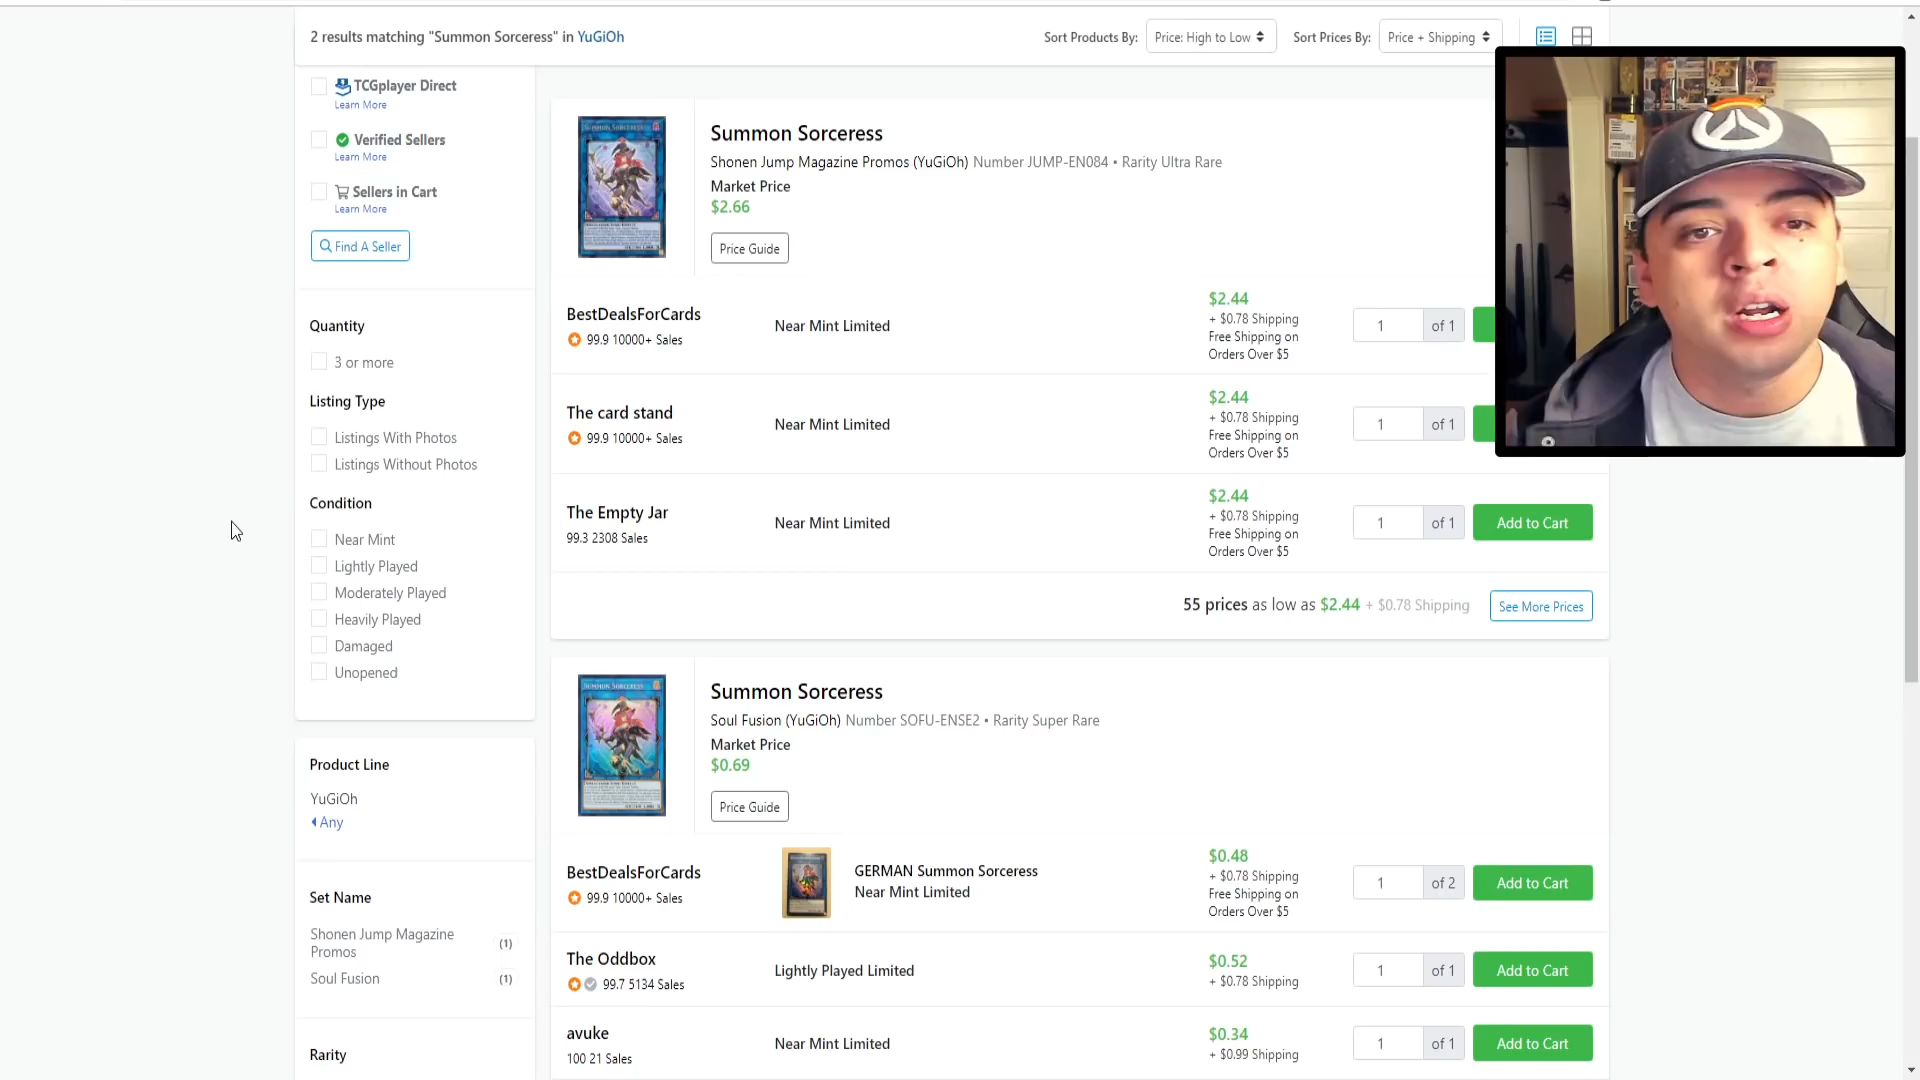 2 results matching "Summon Sorceress" in YuGiOh
Sort Products By: Price: High to Low
Sort Prices By: Price + Shipping
TCGplayer Direct
Learn More
Verified Sellers
Learn More
Sellers in Cart
Learn More
Find A Seller
Quantity
3 or more
Listing Type
Listings With Photos
Listings Without Photos
Condition
Near Mint
Lightly Played
Moderately Played
Heavily Played
Damaged
Unopened
Product Line
YuGiOh
Any
Set Name
Shonen Jump Magazine
Promos (1)
Soul Fusion (1)
Rarity
Summon Sorceress
Shonen Jump Magazine Promos (YuGiOh) Number JUMP-EN084 • Rarity Ultra Rare
Market Price
$2.66
Price Guide
BestDealsForCards
99.9 10000+ Sales
Near Mint Limited
$2.44
+ $0.78 Shipping
Free Shipping on
Orders Over $5
1 of 1
The card stand
99.9 10000+ Sales
Near Mint Limited
$2.44
+ $0.78 Shipping
Free Shipping on
Orders Over $5
1 of 1
The Empty Jar
99.3 2308 Sales
Near Mint Limited
$2.44
+ $0.78 Shipping
Free Shipping on
Orders Over $5
1 of 1
Add to Cart
55 prices as low as $2.44 + $0.78 Shipping
See More Prices
Summon Sorceress
Soul Fusion (YuGiOh) Number SOFU-ENSE2 • Rarity Super Rare
Market Price
$0.69
Price Guide
BestDealsForCards
99.9 10000+ Sales
GERMAN Summon Sorceress
Near Mint Limited
$0.48
+ $0.78 Shipping
Free Shipping on
Orders Over $5
1 of 2
Add to Cart
The Oddbox
99.7 5134 Sales
Lightly Played Limited
$0.52
+ $0.78 Shipping
1 of 1
Add to Cart
avuke
100 21 Sales
Near Mint Limited
$0.34
+ $0.99 Shipping
1 of 1
Add to Cart